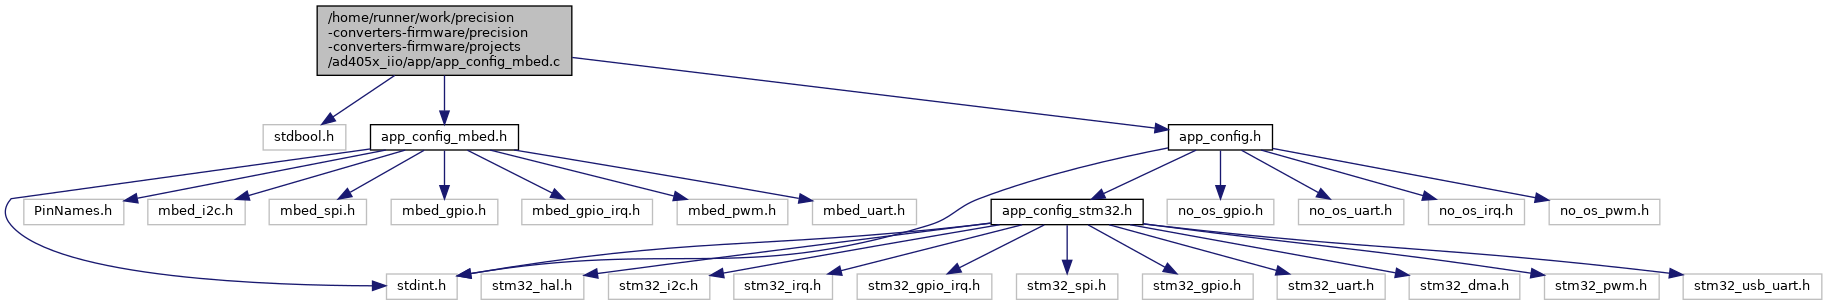 /home/runner/work/precision
-converters-firmware/precision
-converters-firmware/projects
/ad405x_iio/app/app_config_mbed.c
stdbool.h
app_config_mbed.h
app_config.h
PinNames.h
mbed_i2c.h
mbed_spi.h
mbed_gpio.h
mbed_gpio_irq.h
mbed_pwm.h
mbed_uart.h
app_config_stm32.h
no_os_gpio.h
no_os_uart.h
no_os_irq.h
no_os_pwm.h
stdint.h
stm32_hal.h
stm32_i2c.h
stm32_irq.h
stm32_gpio_irq.h
stm32_spi.h
stm32_gpio.h
stm32_uart.h
stm32_dma.h
stm32_pwm.h
stm32_usb_uart.h